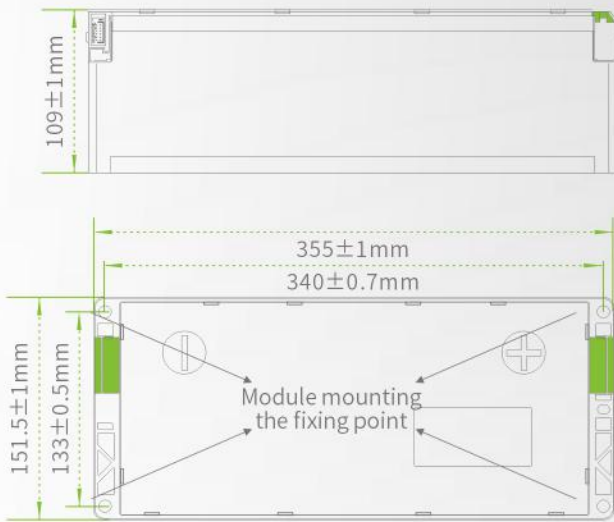 109±1mm
355±1mm
340±0.7mm
151.5±1mm
133±0.5mm
Module mounting
the fixing point